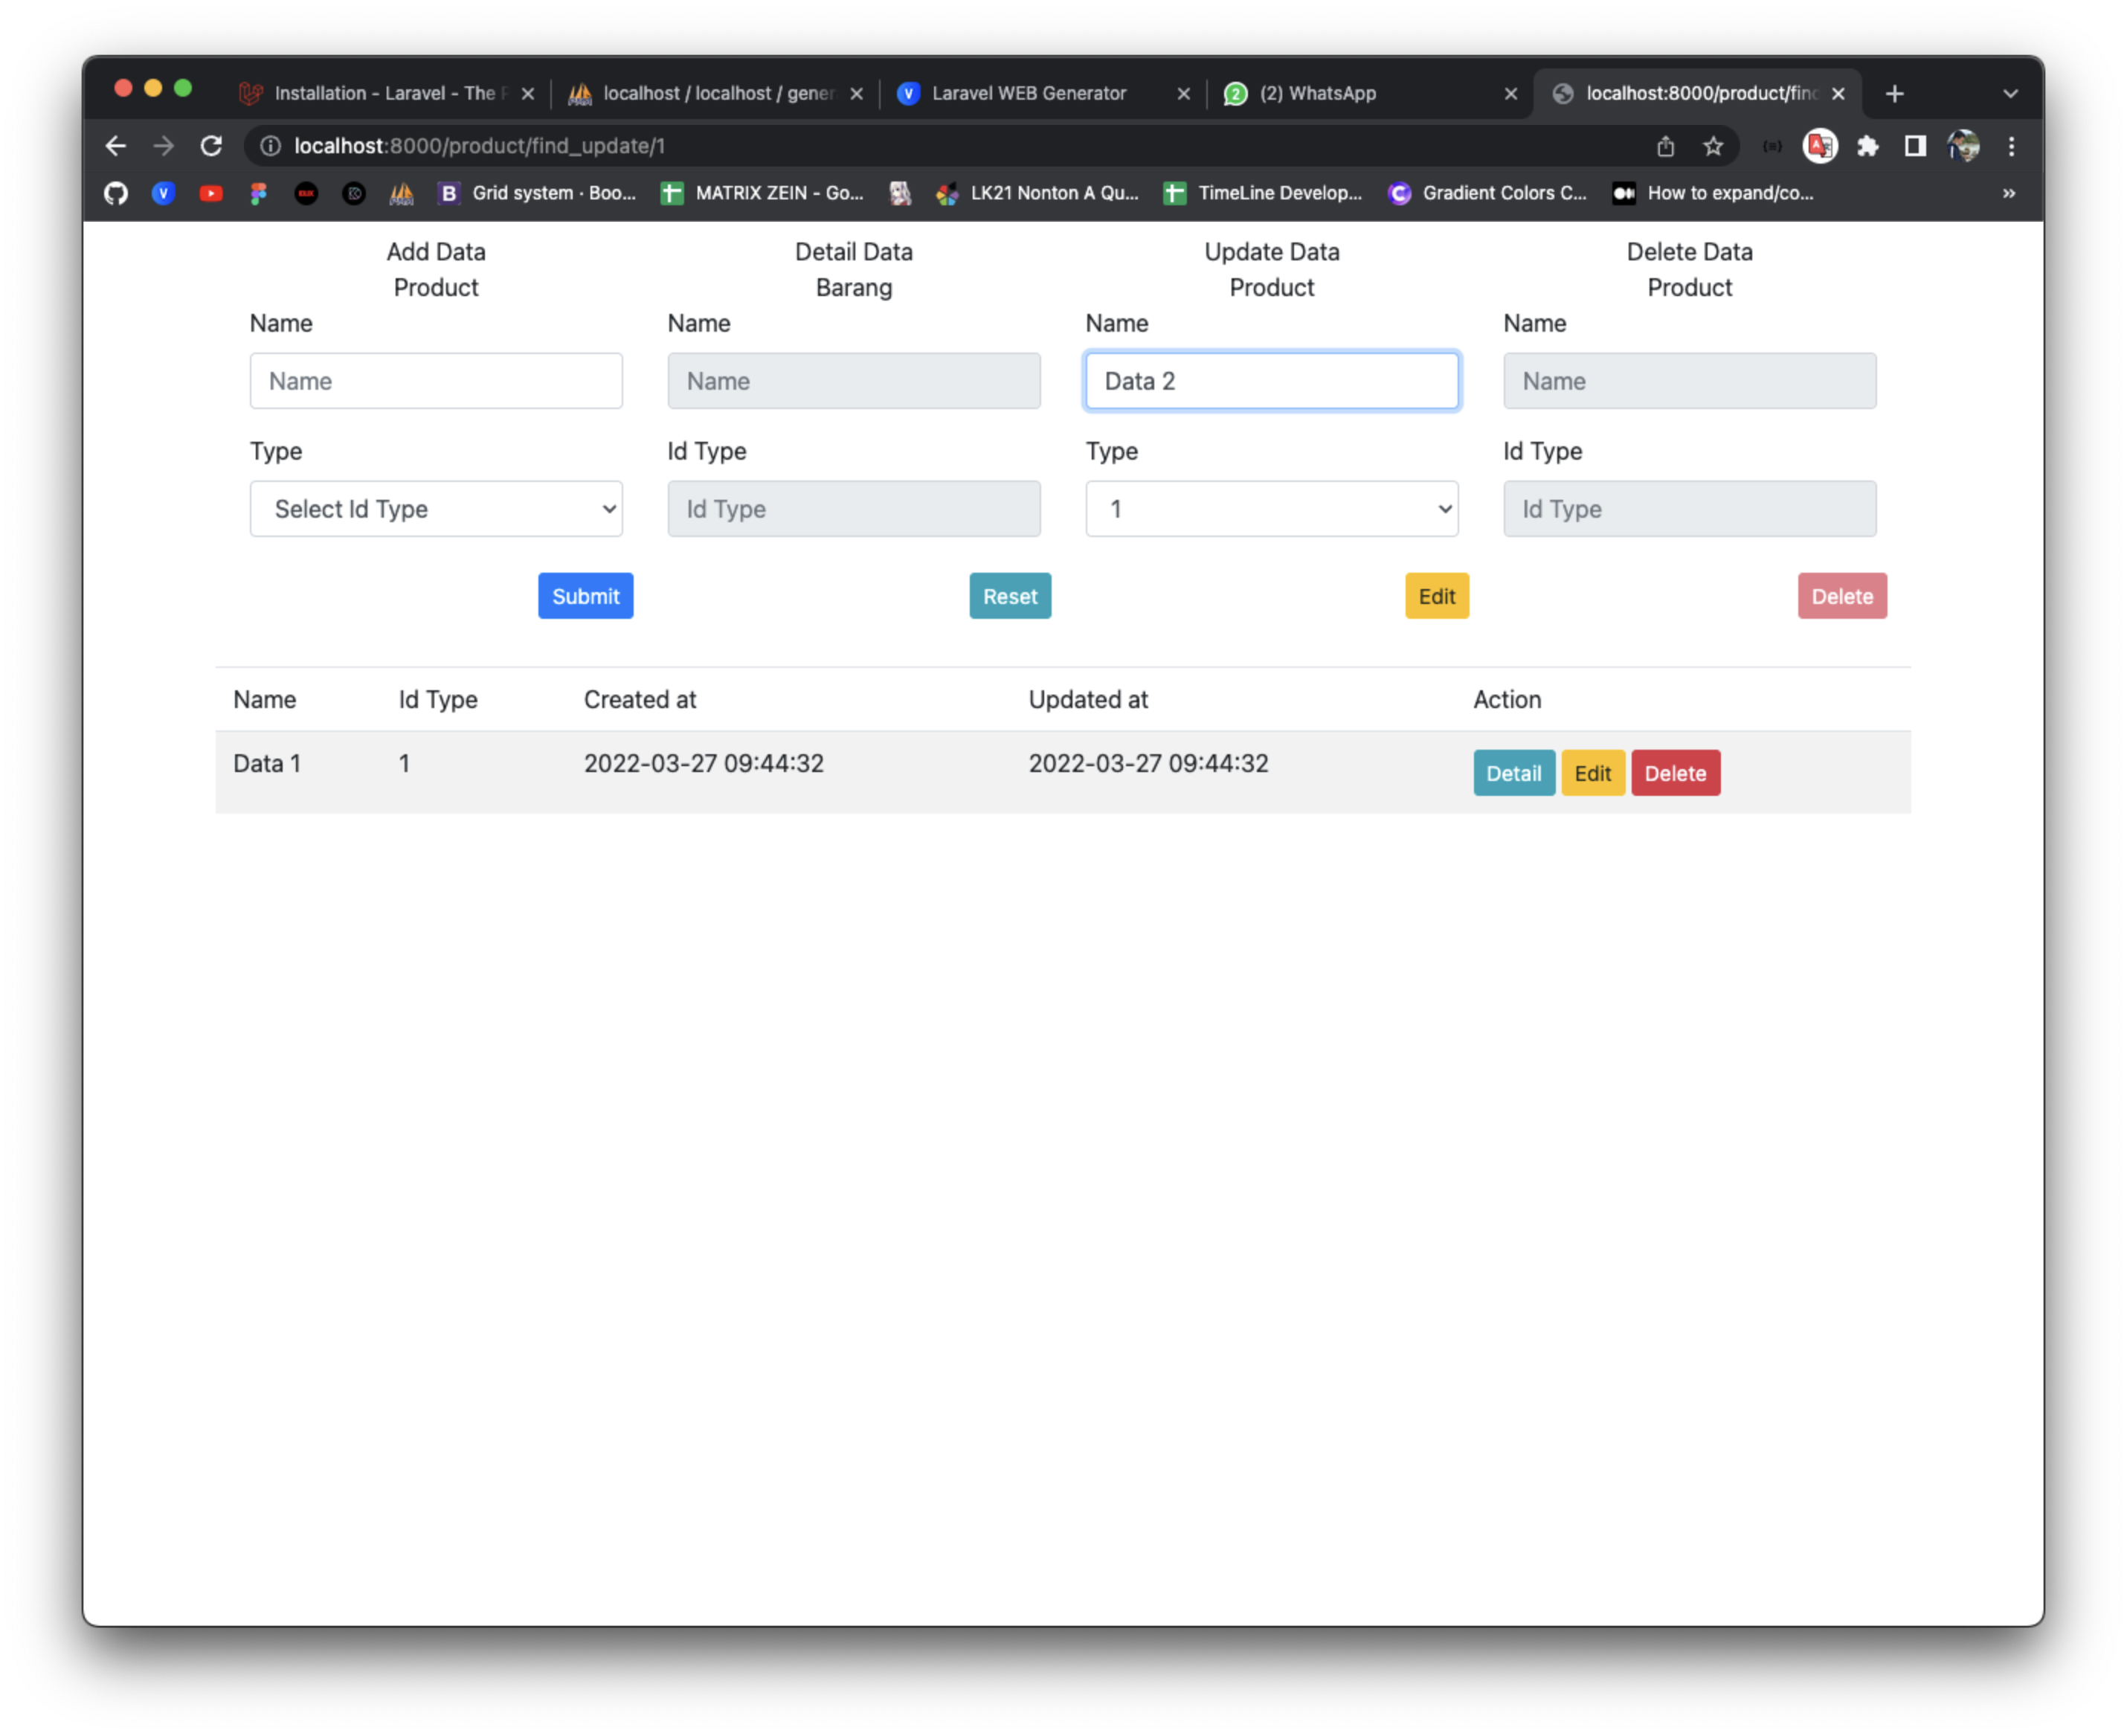 Installation - Laravel - The
localhost / localhost / gener
Laravel WEB Generator
(2) WhatsApp
localhost:8000/product/find
localhost:8000/product/find_update/1
Grid system · Boo...
MATRIX ZEIN - Go...
LK21 Nonton A Qu...
TimeLine Develop...
Gradient Colors C...
How to expand/co...
Add Data
Product
Detail Data
Barang
Update Data
Product
Delete Data
Product
Name
Name
Name
Name
Name
Name
Data 2
Name
Type
Id Type
Type
Id Type
Select Id Type
Id Type
1
Id Type
Submit
Reset
Edit
Delete
Name Id Type Created at Updated at Action
Data 1 1 2022-03-27 09:44:32 2022-03-27 09:44:32 Detail Edit Delete